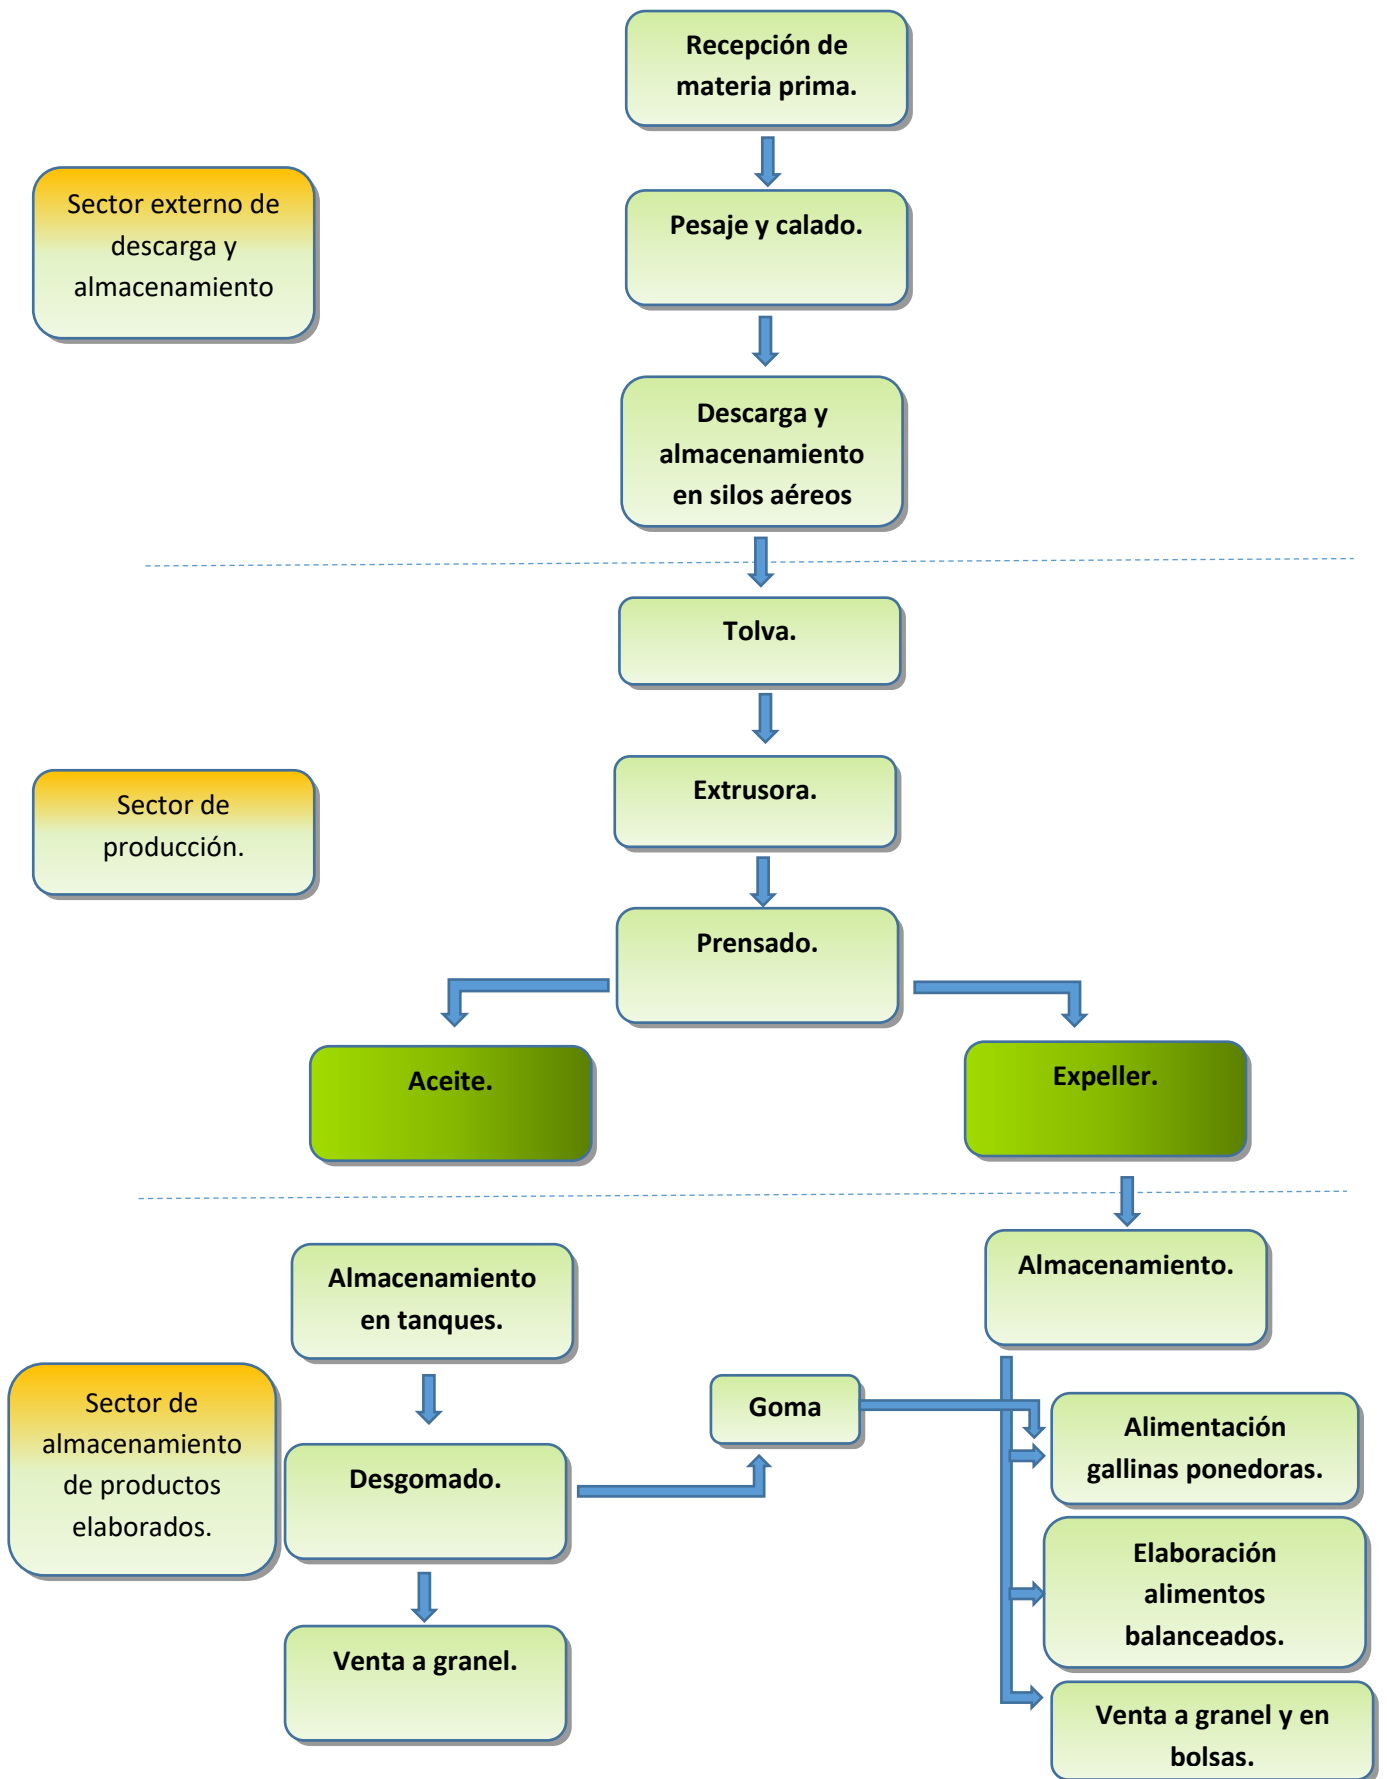 Recepción de
materia prima.
Sector externo de
descarga y
almacenamiento
Pesaje y calado.
Descarga y
almacenamiento
en silos aéreos
Tolva.
Sector de
producción.
Extrusora.
Prensado.
Aceite.
Expeller.
Almacenamiento
en tanques.
Almacenamiento.
Sector de
almacenamiento
de productos
elaborados.
Desgomado.
Goma
Alimentación
gallinas ponedoras.
Elaboración
alimentos
balanceados.
Venta a granel.
Venta a granel y en
bolsas.